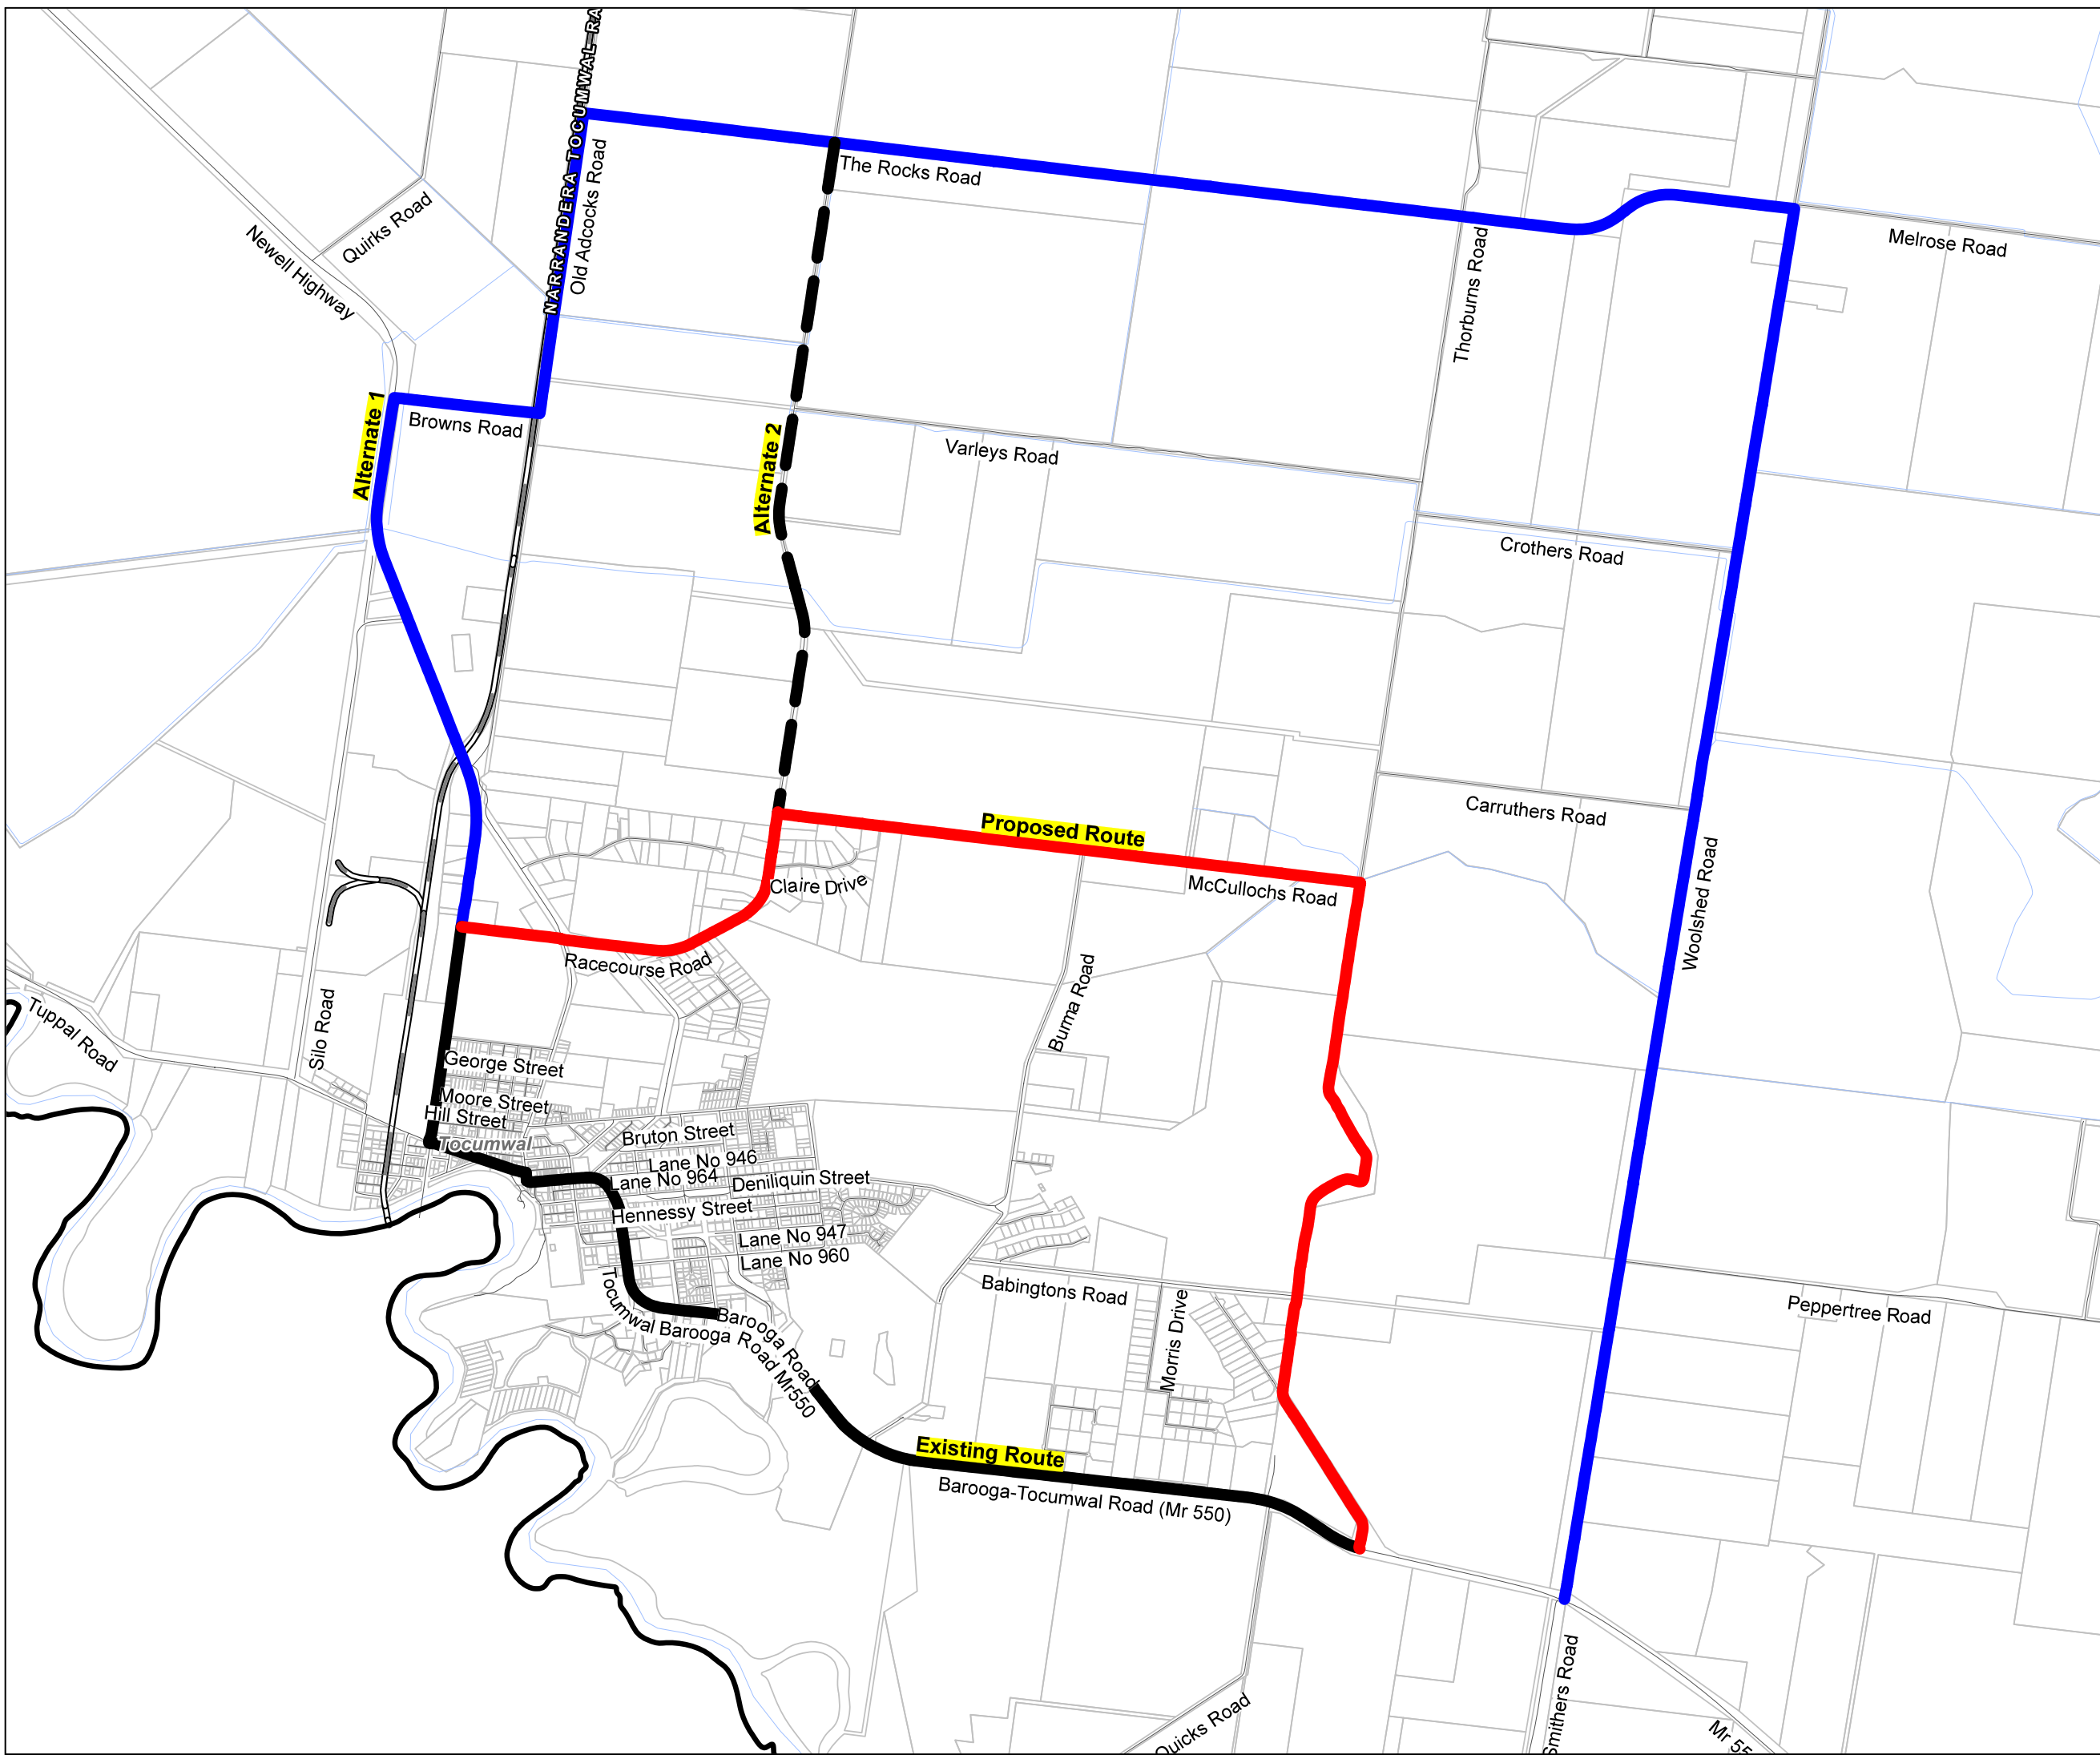 NARRANDERA TOCUMWAL RA
Old Adcocks Road
The Rocks Road
Quirks Road
Newell Highway
Melrose Road
Thorburns Road
Alternate 1
Browns Road
Alternate 2
Varleys Road
Crothers Road
Carruthers Road
Proposed Route
McCullochs Road
Claire Drive
Woolshed Road
Racecourse Road
Burma Road
Tuppal Road
Silo Road
George Street
Moore Street
Hill Street
Tocumwal
Bruton Street
Lane No 946
Lane No 964
Deniliquin Street
Hennessy Street
Lane No 947
Lane No 960
Babingtons Road
Morris Drive
Peppertree Road
Barooga Road
Tocumwal Barooga Road Mr550
Existing Route
Barooga-Tocumwal Road (Mr 550)
Smithers Road
Quicks Road
Mr 55